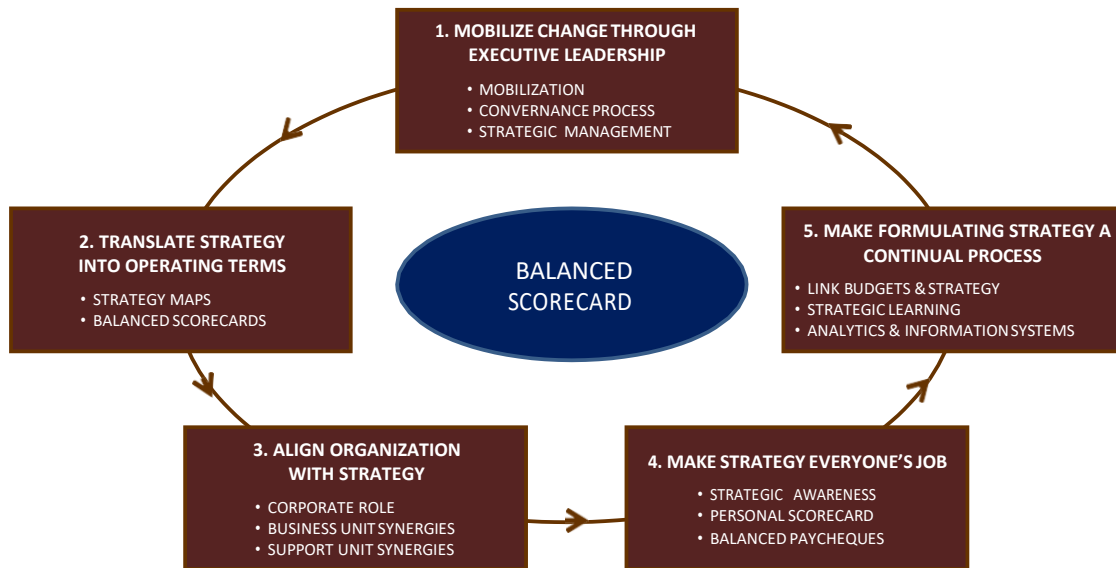 1. MOBILIZE CHANGE THROUGH
EXECUTIVE LEADERSHIP
• MOBILIZATION
• CONVERNANCE PROCESS
• STRATEGIC MANAGEMENT
2. TRANSLATE STRATEGY
INTO OPERATING TERMS
• STRATEGY MAPS
• BALANCED SCORECARDS
BALANCED
SCORECARD
5. MAKE FORMULATING STRATEGY A
CONTINUAL PROCESS
• LINK BUDGETS & STRATEGY
• STRATEGIC LEARNING
• ANALYTICS & INFORMATION SYSTEMS
3. ALIGN ORGANIZATION
WITH STRATEGY
• CORPORATE ROLE
• BUSINESS UNIT SYNERGIES
• SUPPORT UNIT SYNERGIES
4. MAKE STRATEGY EVERYONE’S JOB
• STRATEGIC AWARENESS
• PERSONAL SCORECARD
• BALANCED PAYCHEQUES